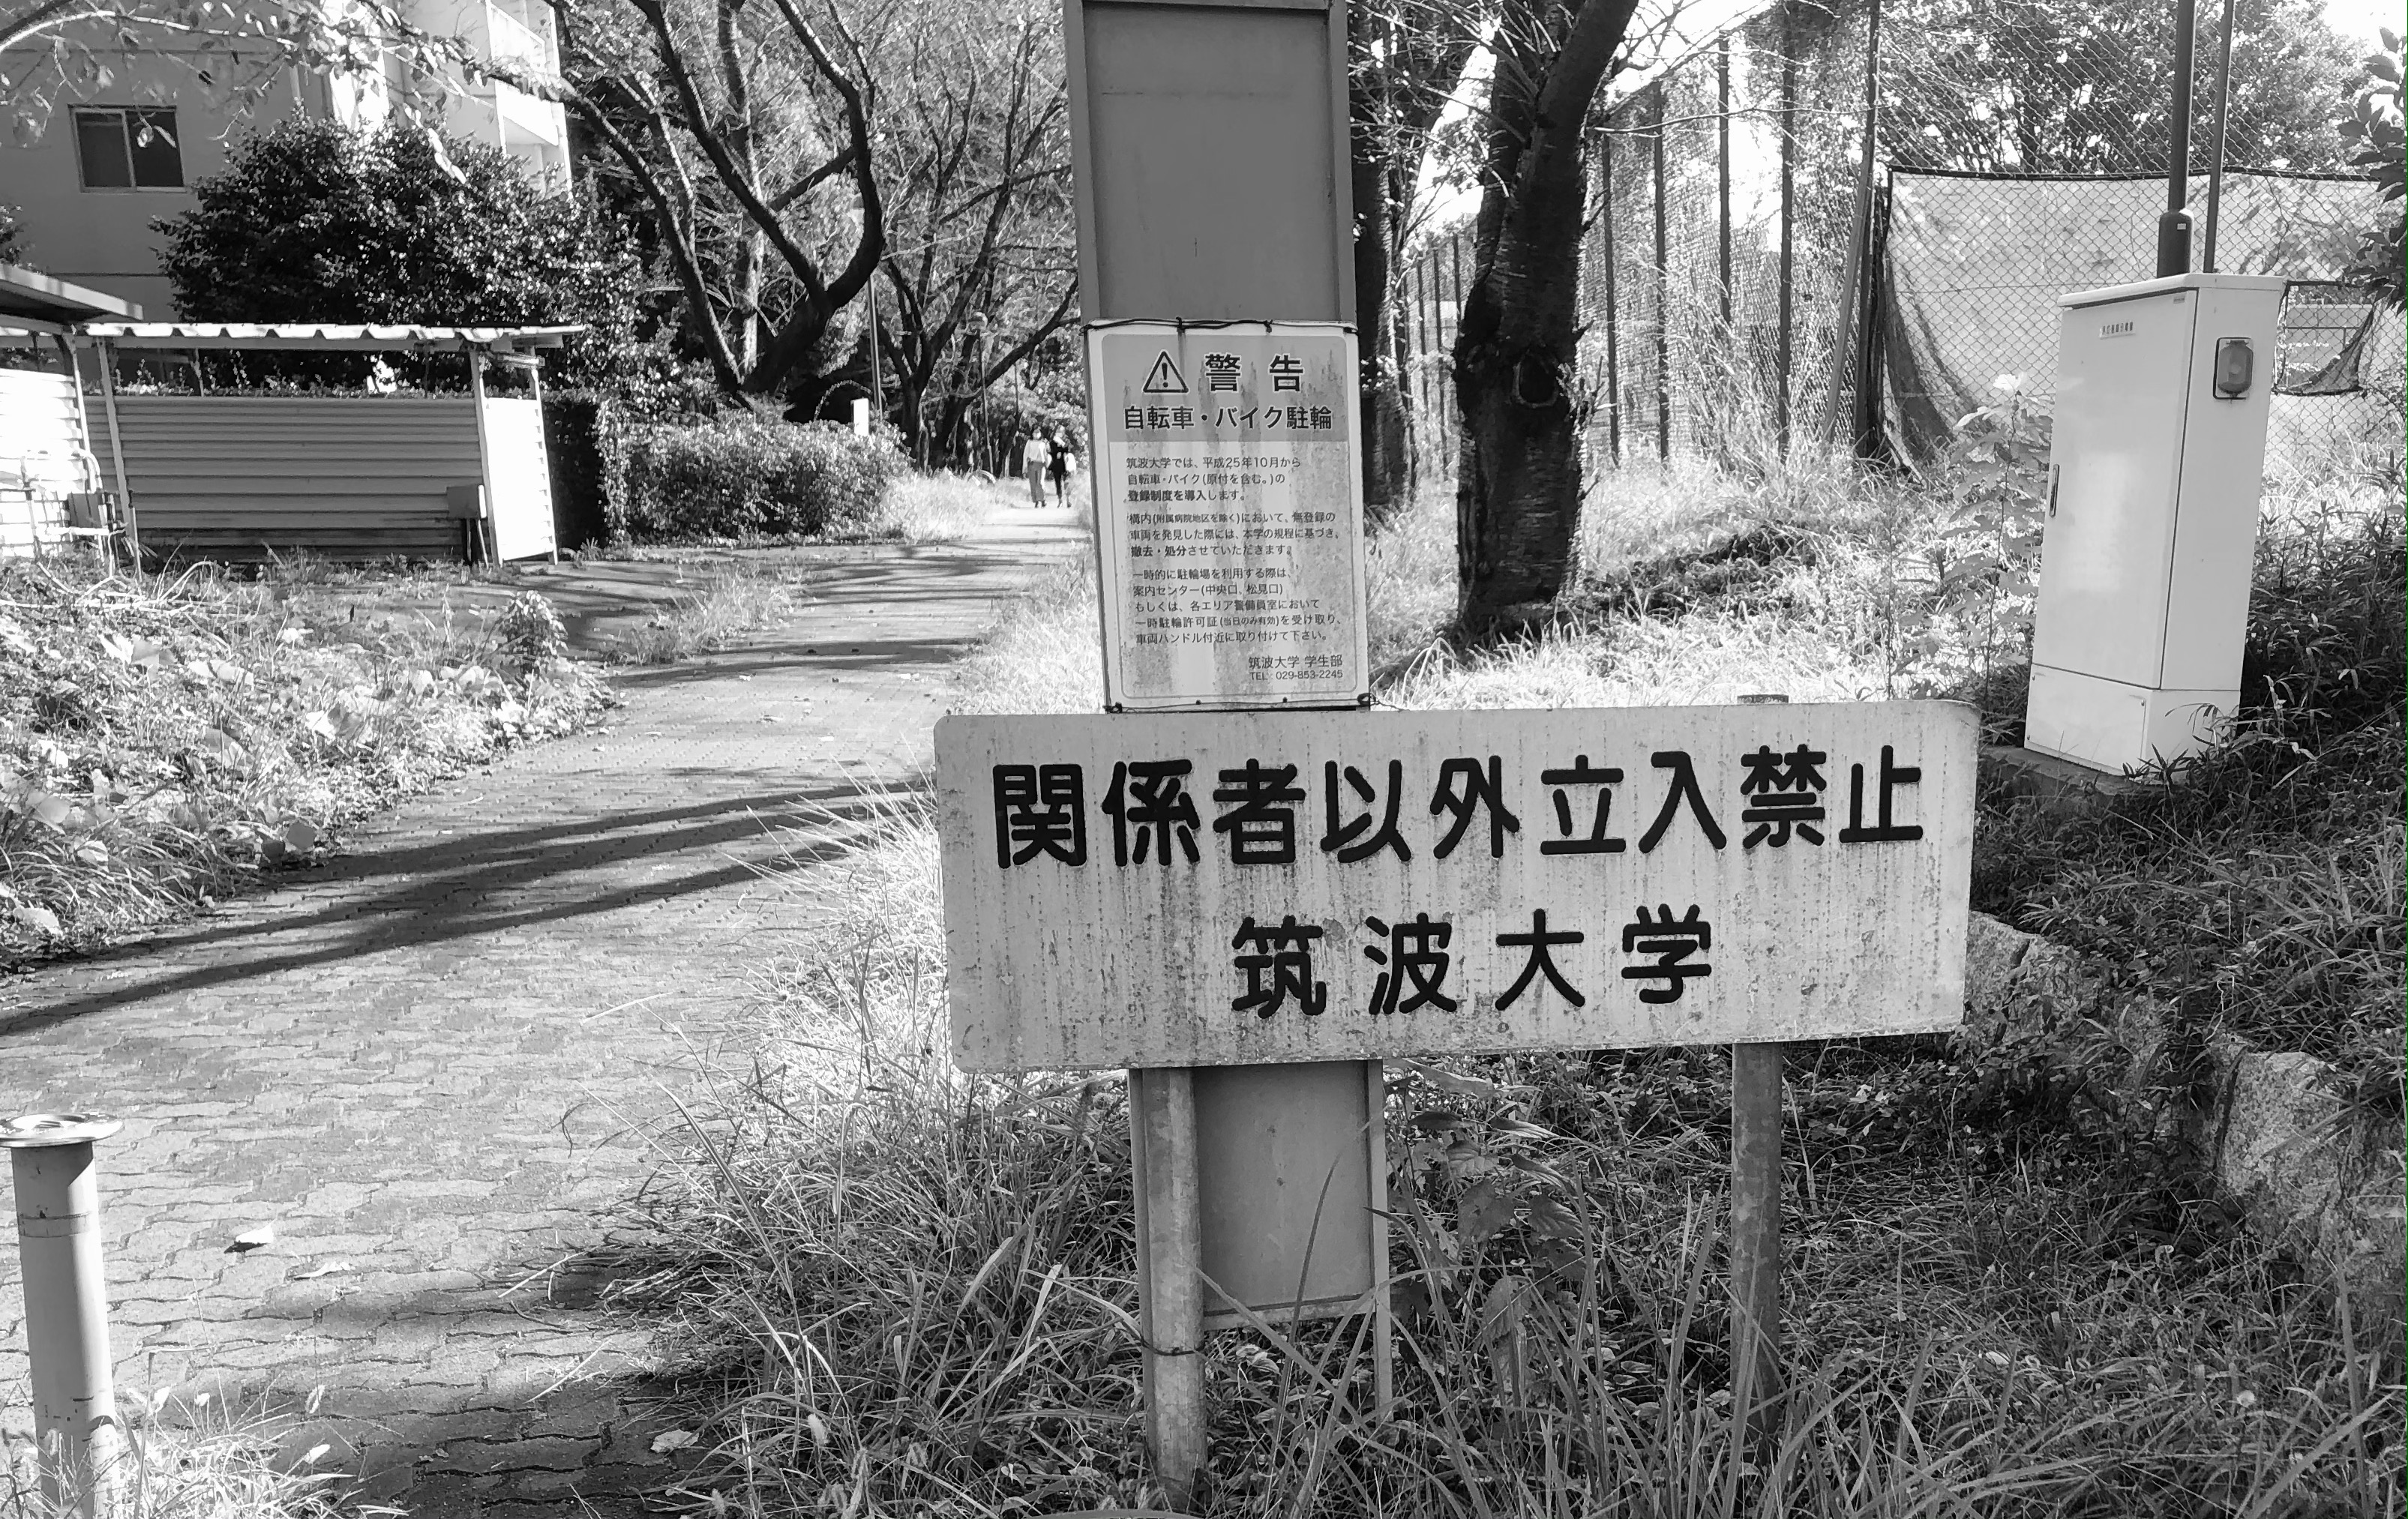 警告
自転車・バイク駐輪
筑波大学では、平成25年10月から
自転車・バイク(原付を含む。)の
登録制度を導入します。
構内(附属病院地区を除く)において、無登録の
車両を発見した際には、本学の規程に基づき、
撤去・処分させていただきます。
一時的に駐輪場を利用する際は、
案内センター(中央口、松見口)
もしくは、各エリア警備員室において
一時駐輪許可証(当日のみ有効)を受け取り、
車両ハンドル付近に取り付けて下さい。
筑波大学 学生部
TEL:029-853-2245
関係者以外立入禁止
筑波大学